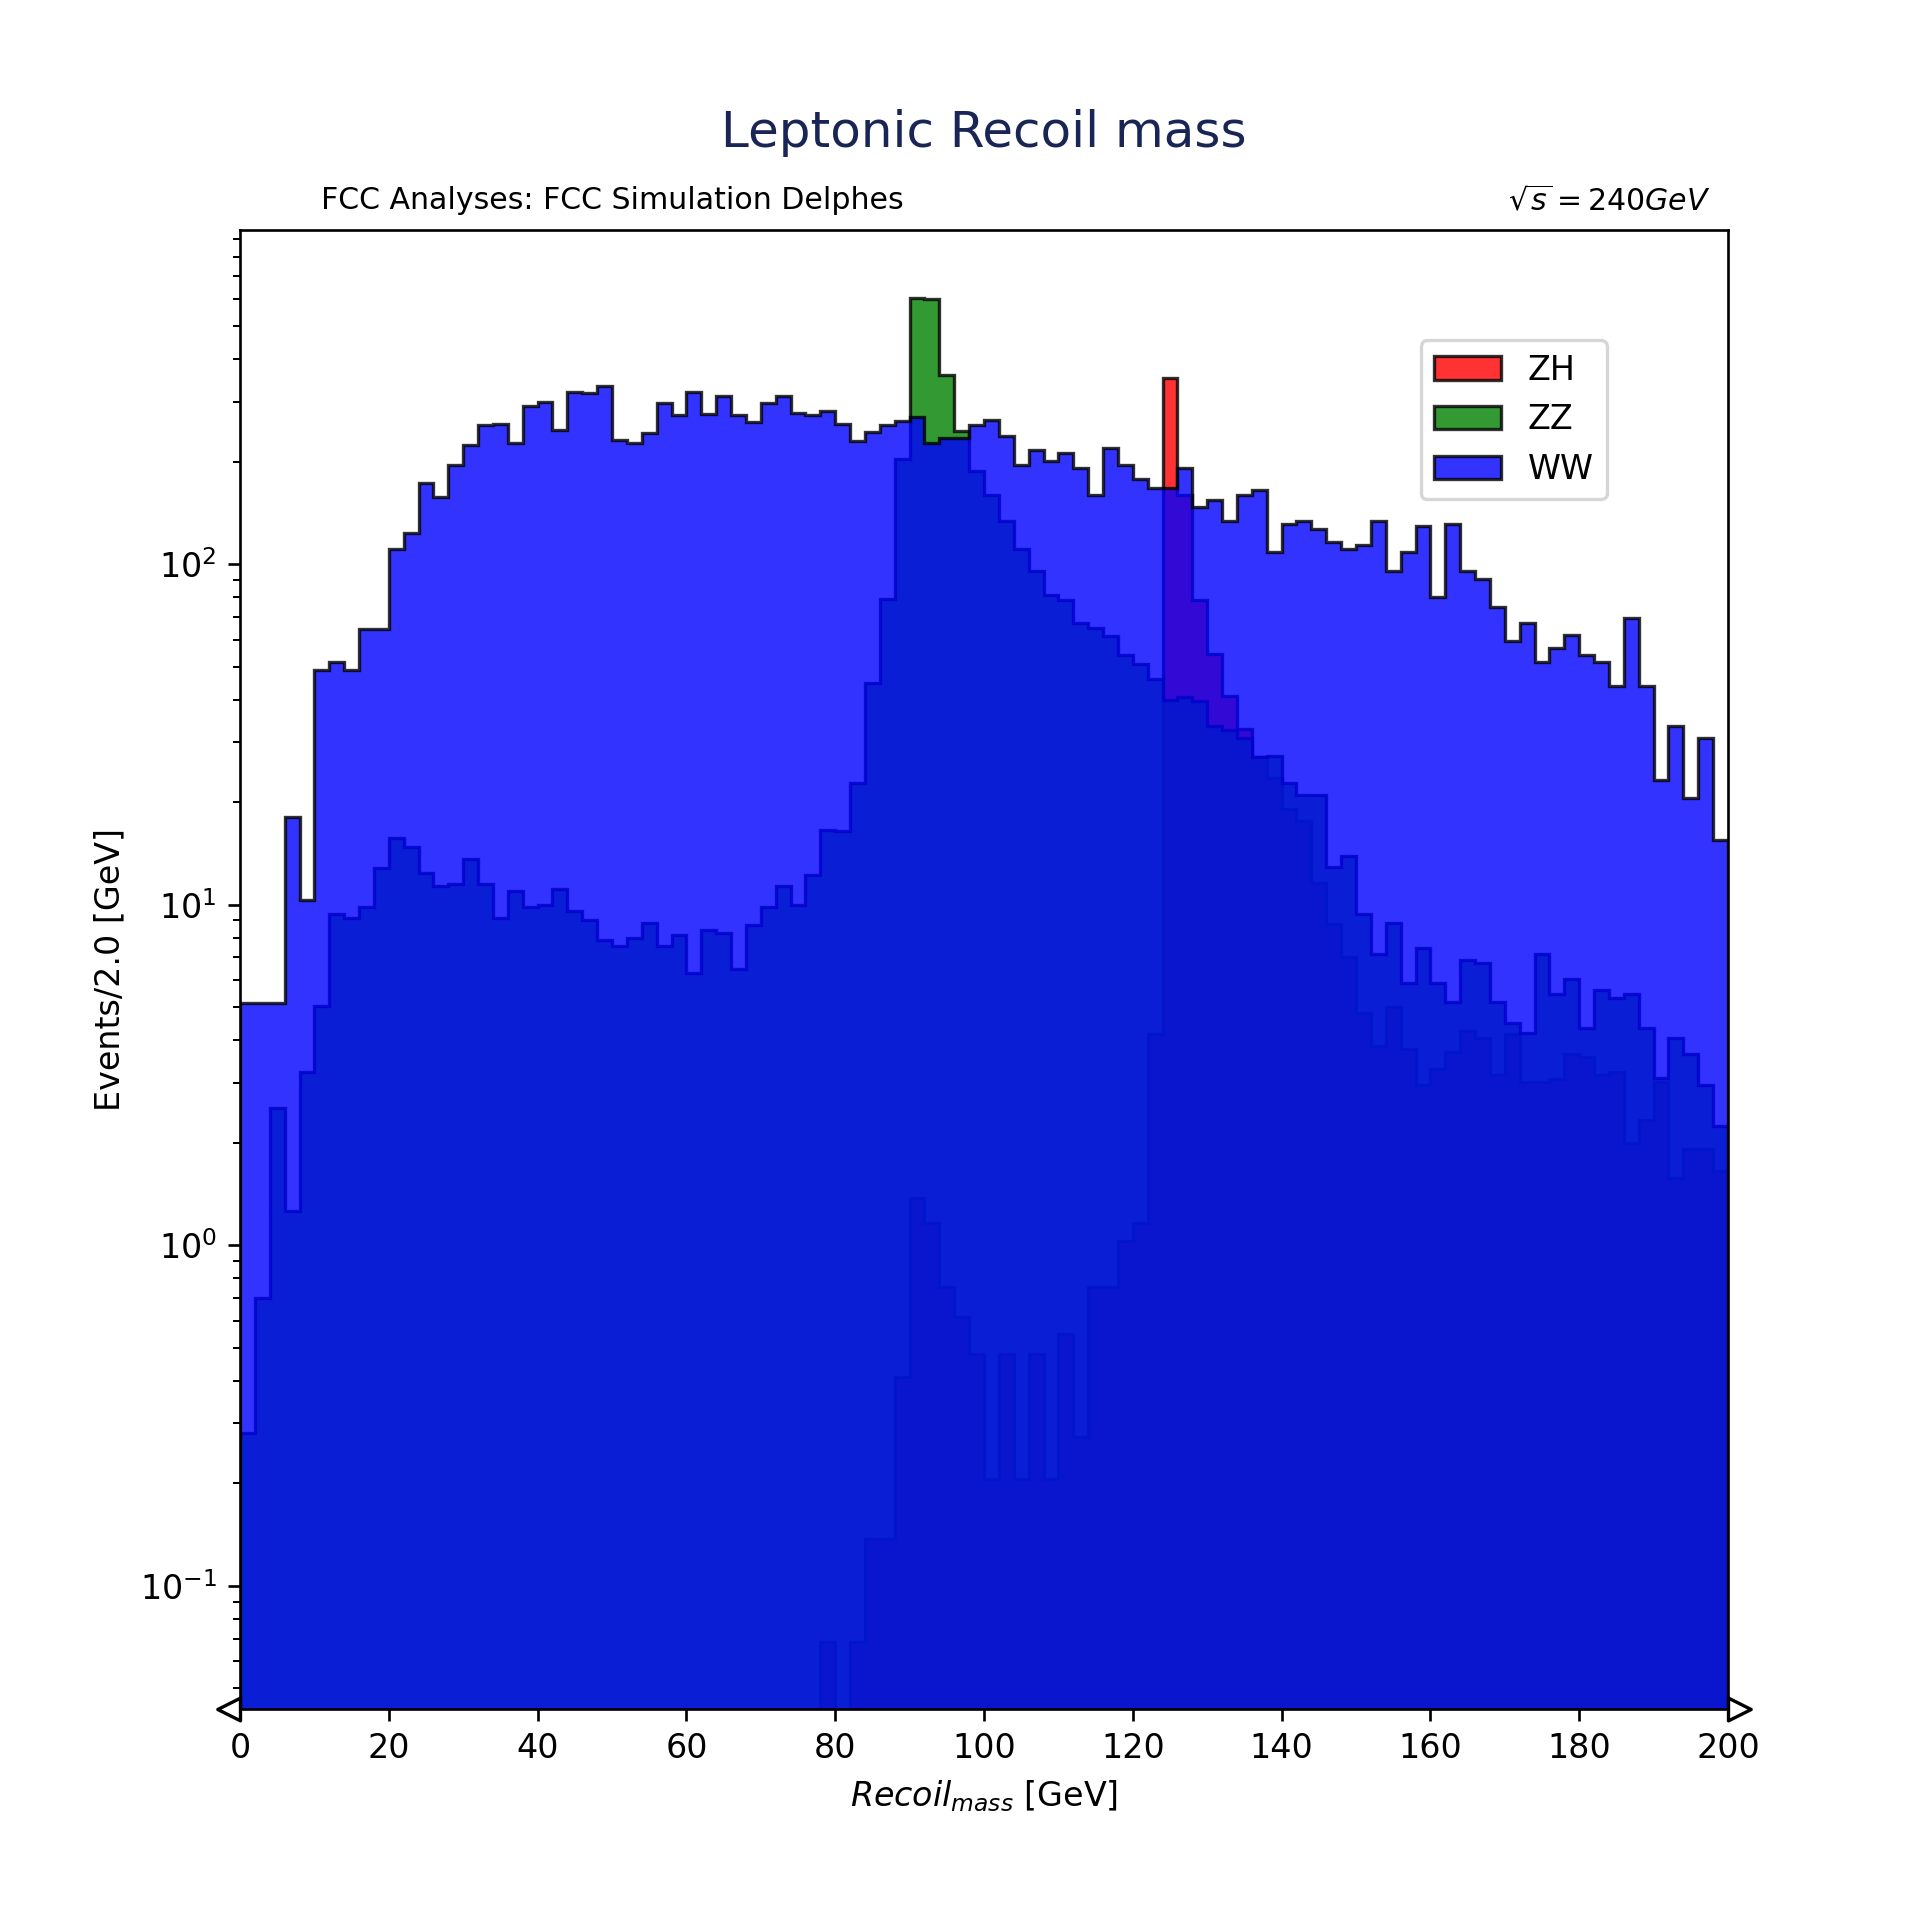 Leptonic Recoil mass
FCC Analyses: FCC Simulation Delphes
√s = 240GeV
ZH
ZZ
WW
Events/2.0 [GeV]
10²
10¹
10⁰
10⁻¹
0 20 40 60 80 100 120 140 160 180 200
Recoil_mass [GeV]